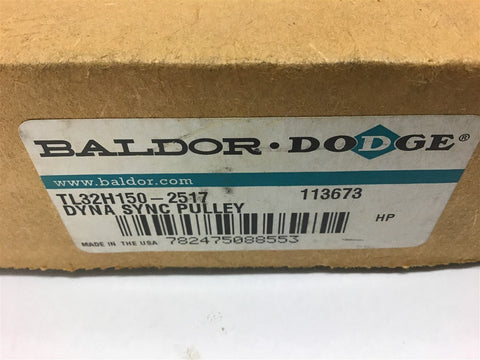 BALDOR • DODGE®
www.baldor.com
TL32H150-2517 113673
DYNA SYNC PULLEY HP
MADE IN THE USA 782475088553